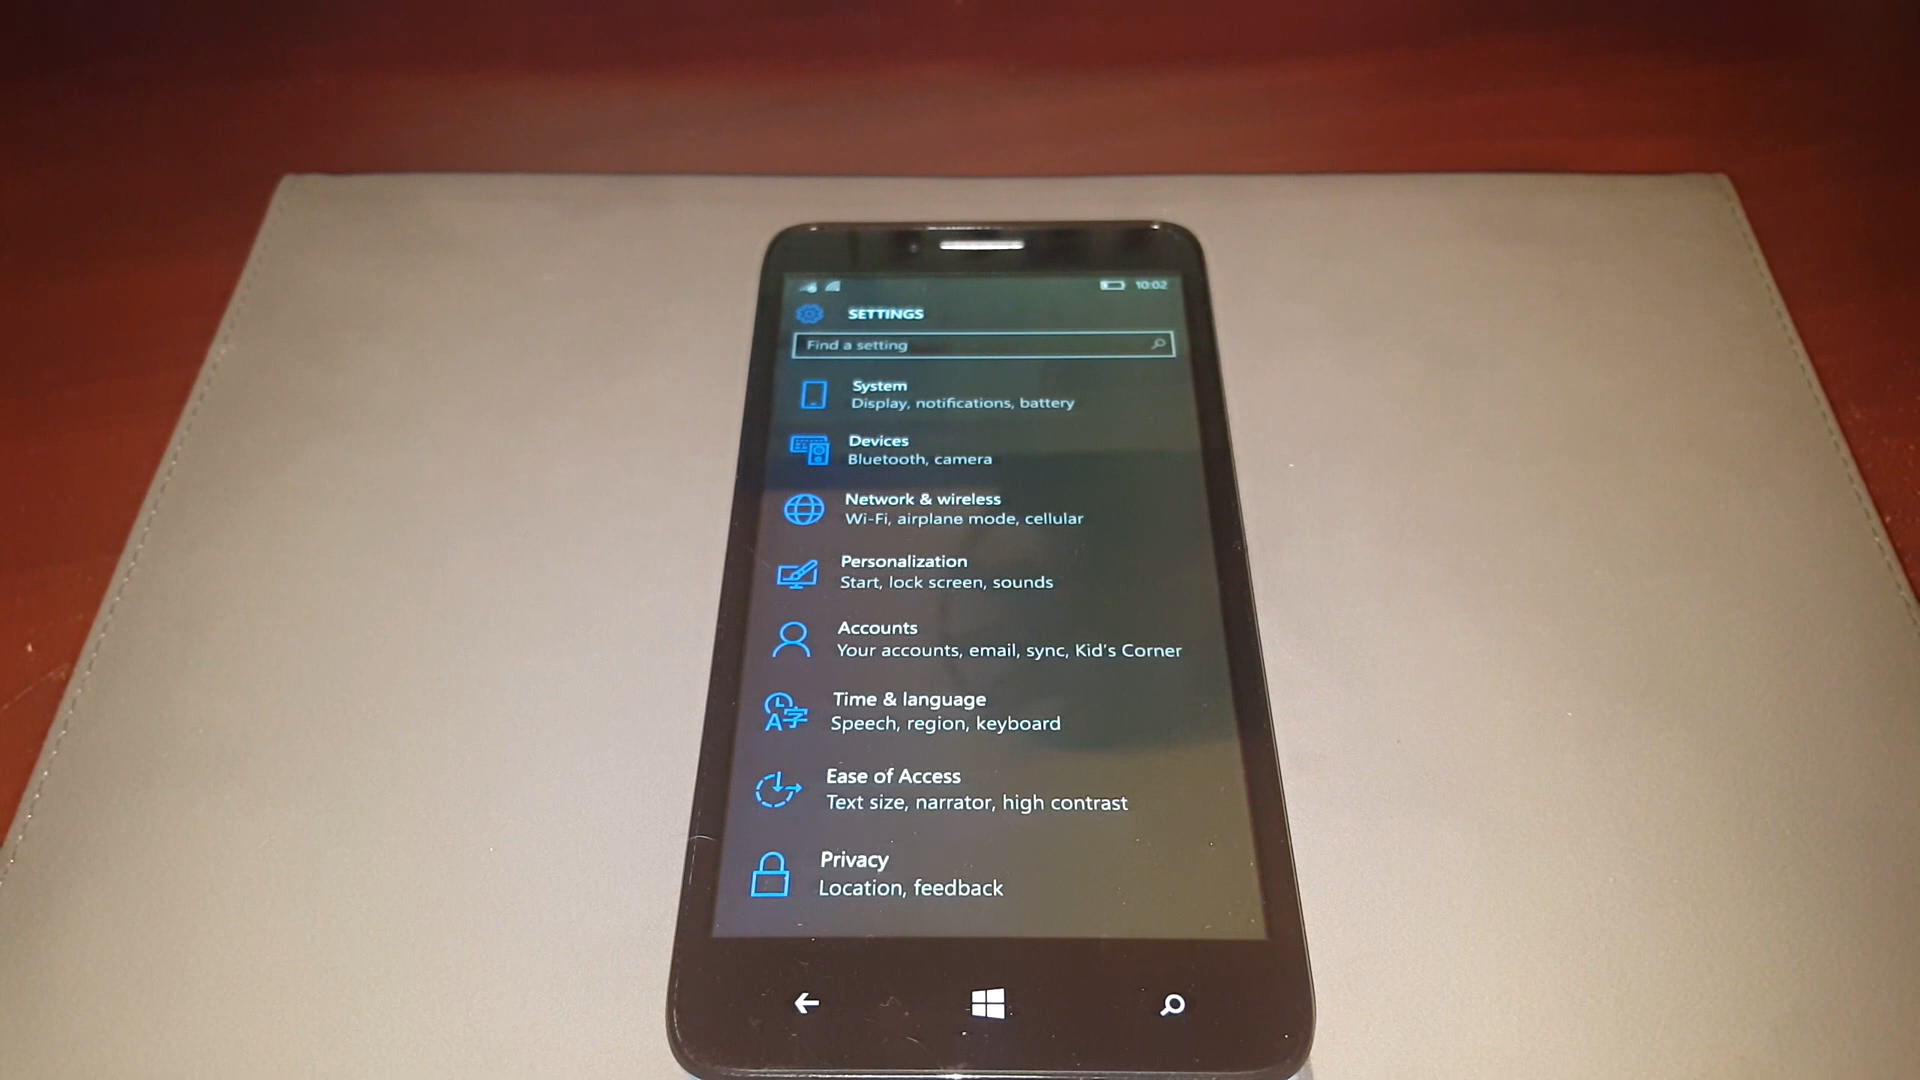 10:02
SETTINGS
Find a setting
System
Display, notifications, battery
Devices
Bluetooth, camera
Network & wireless
Wi-Fi, airplane mode, cellular
Personalization
Start, lock screen, sounds
Accounts
Your accounts, email, sync, Kid's Corner
A字
Time & language
Speech, region, keyboard
Ease of Access
Text size, narrator, high contrast
Privacy
Location, feedback